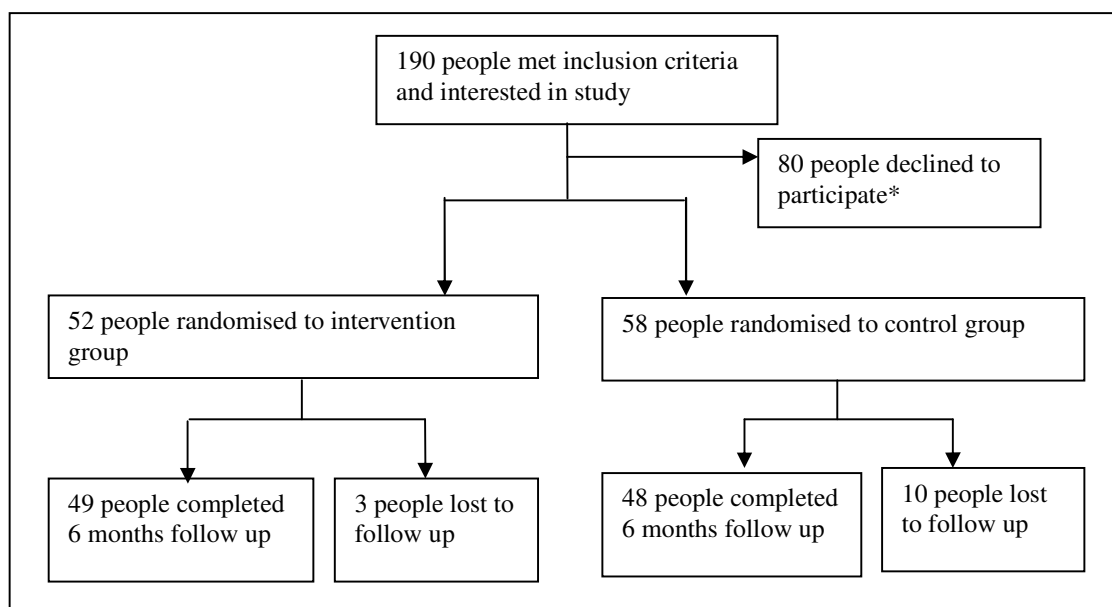 190 people met inclusion criteria
and interested in study
80 people declined to
participate*
52 people randomised to intervention
group
58 people randomised to control group
49 people completed
6 months follow up
3 people lost to
follow up
48 people completed
6 months follow up
10 people lost
to follow up